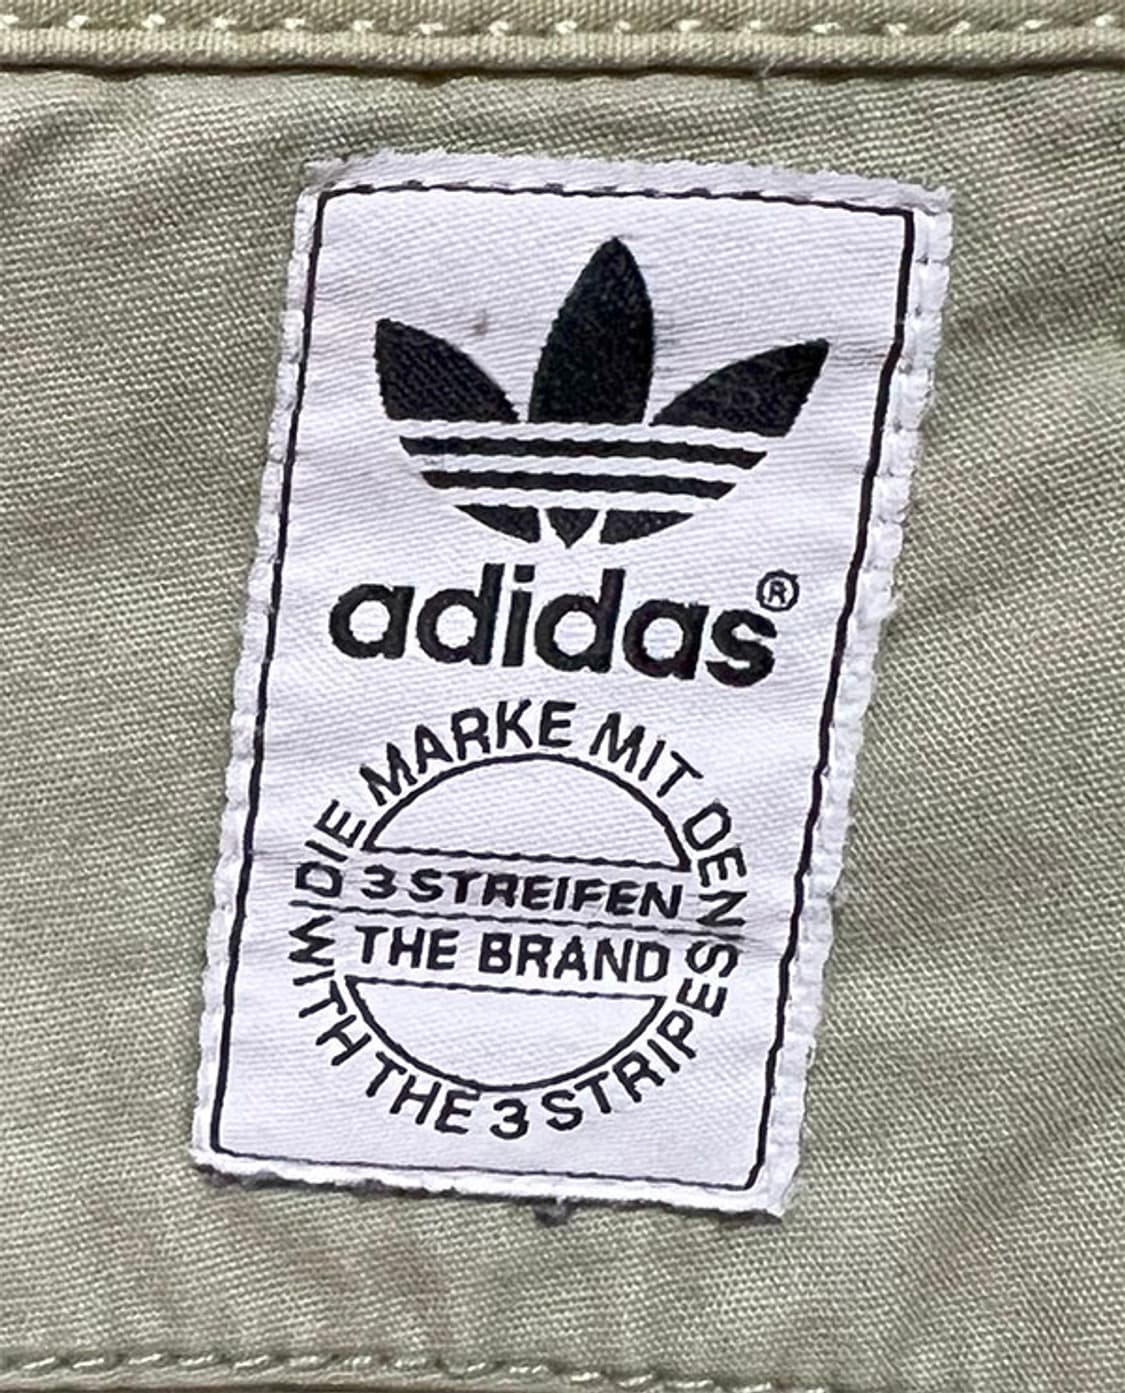 adidas®
DIE MARKE MIT DEN
3 STREIFEN
THE BRAND
WITH THE 3 STRIPES